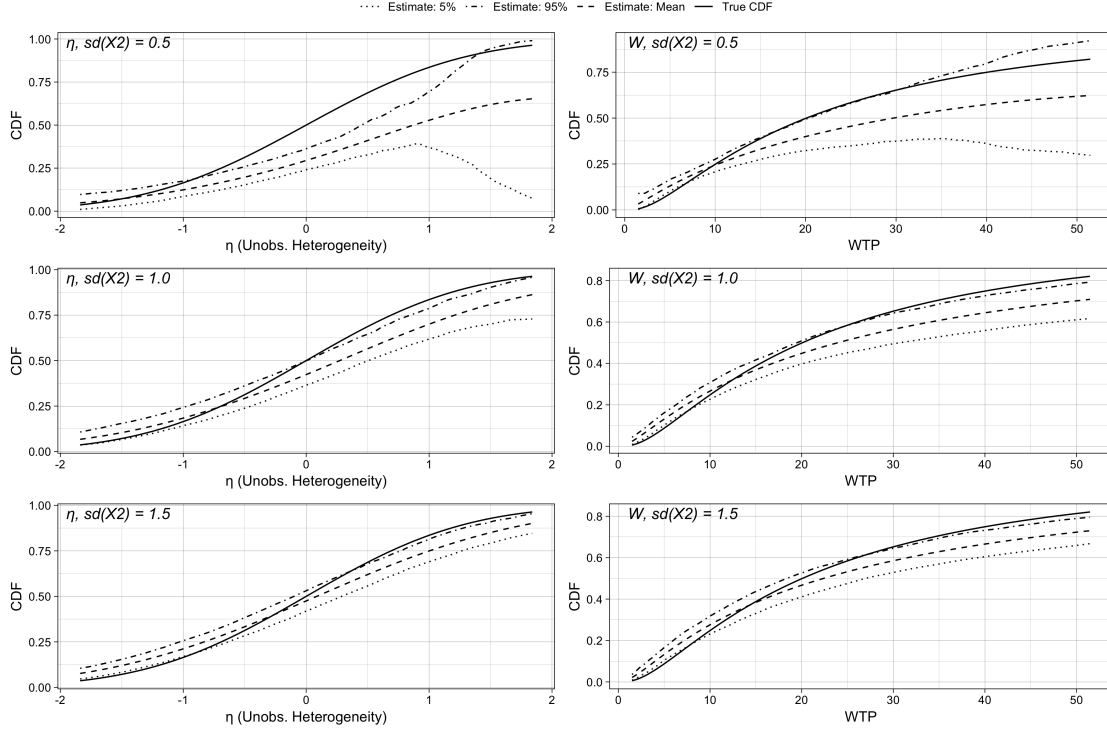 Estimate: 5% Estimate: 95% Estimate: Mean True CDF
η, sd(X2) = 0.5
CDF
1.00
0.75
0.50
0.25
0.00
-2 -1 0 1 2
η (Unobs. Heterogeneity)
W, sd(X2) = 0.5
CDF
0.75
0.50
0.25
0.00
0 10 20 30 40 50
WTP
η, sd(X2) = 1.0
CDF
1.00
0.75
0.50
0.25
0.00
-2 -1 0 1 2
η (Unobs. Heterogeneity)
W, sd(X2) = 1.0
CDF
0.8
0.6
0.4
0.2
0.0
0 10 20 30 40 50
WTP
η, sd(X2) = 1.5
CDF
1.00
0.75
0.50
0.25
0.00
-2 -1 0 1 2
η (Unobs. Heterogeneity)
W, sd(X2) = 1.5
CDF
0.8
0.6
0.4
0.2
0.0
0 10 20 30 40 50
WTP